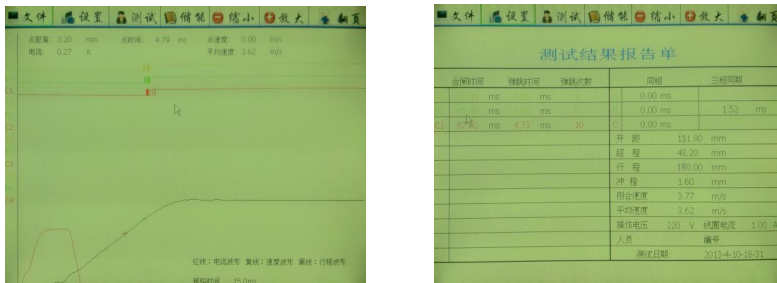 文件 设置 测试 储能 缩小 放大 翻页
点距离: 3.20 mm 点时间: 4.79 ms 点速度: 0.00 m/h
电流: 0.27 A 平均速度: 3.62 m/h
C1
C2
C3
C4
红线：电流波形 黄线：速度波形 黑线：行程波形
25.0ms
文件 设置 测试 储能 缩小 放大 翻页
测试结果报告单
合闸时间 弹跳时间 弹跳次数 同相 三相同期
ms ms 0.00 ms
ms ms 0.00 ms 1.52 ms
C1 ms 4.73 ms 10 C 0.00 ms
开 距 131.80 mm
超 程 48.20 mm
行 程 180.00 mm
冲 程 1.60 mm
刚合速度 3.77 m/s
平均速度 3.62 m/s
操作电压 220 V 线圈电流 1.00 A
人员 编号
测试日期: 2013-4-10-18-31